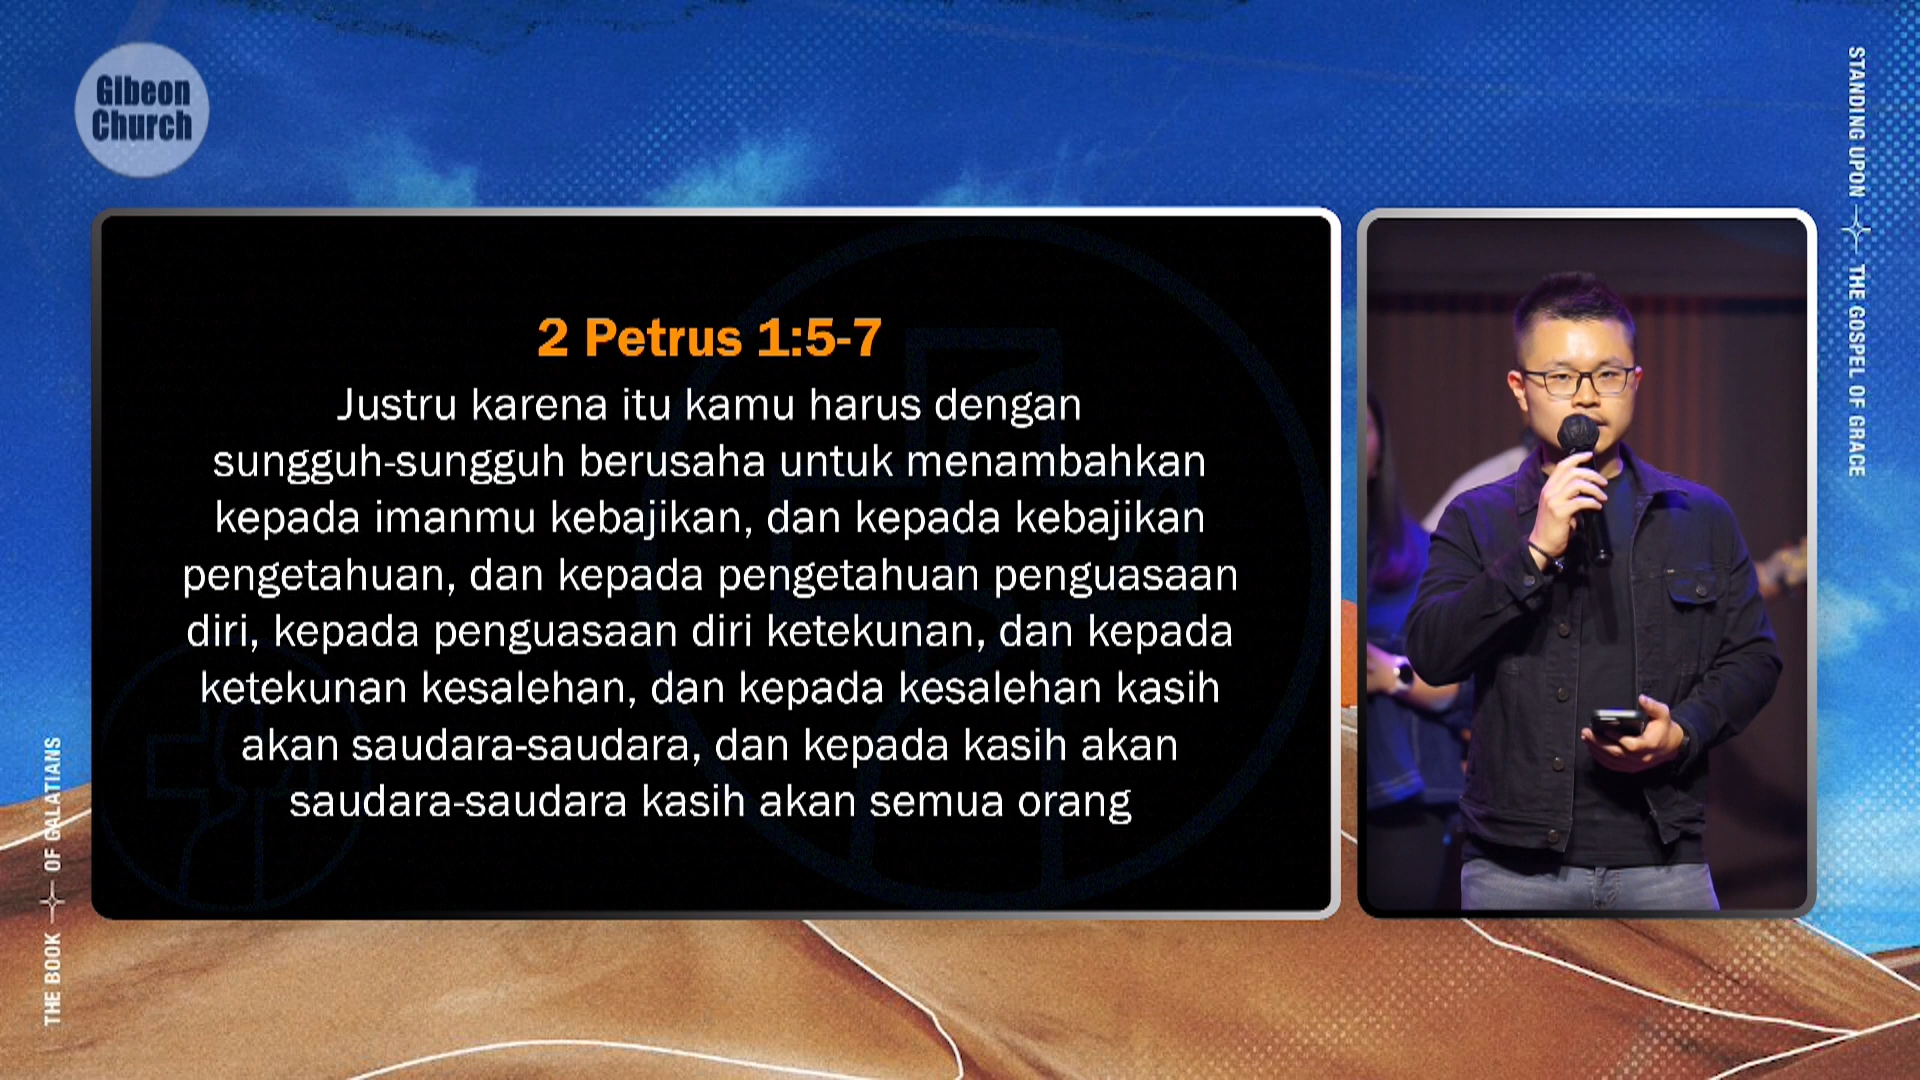 Gibeon
Church
2 Petrus 1:5-7
Justru karena itu kamu harus dengan
sungguh-sungguh berusaha untuk menambahkan
kepada imanmu kebajikan, dan kepada kebajikan
pengetahuan, dan kepada pengetahuan penguasaan
diri, kepada penguasaan diri ketekunan, dan kepada
ketekunan kesalehan, dan kepada kesalehan kasih
akan saudara-saudara, dan kepada kasih akan
saudara-saudara kasih akan semua orang
STANDING UPON THE GOSPEL OF GRACE
THE BOOK OF GALATIANS